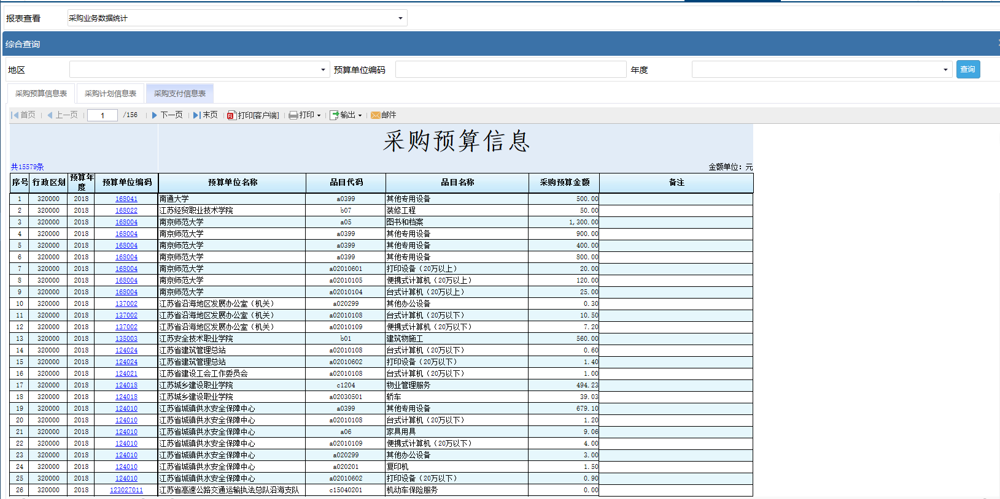 报表查看 采购业务数据统计
综合查询
地区 预算单位编码 年度 查询
采购预算信息表 采购计划信息表 采购支付信息表
首页 上一页 1 /156 下一页 末页 打印[客户端] 打印 输出 邮件
采购预算信息
共15579条 金额单位：元
序号 行政区划 预算年度 预算单位编码 预算单位名称 品目代码 品目名称 采购预算金额 备注
1 320000 2018 168041 南通大学 a0399 其他专用设备 500.00
2 320000 2018 168022 江苏经贸职业技术学院 b07 装修工程 50.00
3 320000 2018 168004 南京师范大学 a05 图书和档案 1,300.00
4 320000 2018 168004 南京师范大学 a0399 其他专用设备 900.00
5 320000 2018 168004 南京师范大学 a0399 其他专用设备 400.00
6 320000 2018 168004 南京师范大学 a0399 其他专用设备 800.00
7 320000 2018 168004 南京师范大学 a02010601 打印设备（20万以上） 20.00
8 320000 2018 168004 南京师范大学 a02010105 便携式计算机（20万以上） 120.00
9 320000 2018 168004 南京师范大学 a02010104 台式计算机（20万以上） 25.00
10 320000 2018 137002 江苏省沿海地区发展办公室（机关） a020299 其他办公设备 0.30
11 320000 2018 137002 江苏省沿海地区发展办公室（机关） a02010108 台式计算机（20万以下） 10.50
12 320000 2018 137002 江苏省沿海地区发展办公室（机关） a02010109 便携式计算机（20万以下） 7.20
13 320000 2018 135003 江苏安全技术职业学院 b01 建筑物施工 560.00
14 320000 2018 124024 江苏省建筑管理总站 a02010108 台式计算机（20万以下） 0.60
15 320000 2018 124024 江苏省建筑管理总站 a02010602 打印设备（20万以下） 1.40
16 320000 2018 124021 江苏省建设工会工作委员会 a02010108 台式计算机（20万以下） 1.00
17 320000 2018 124018 江苏城乡建设职业学院 c1204 物业管理服务 494.23
18 320000 2018 124018 江苏城乡建设职业学院 a02030501 轿车 39.03
19 320000 2018 124010 江苏省城镇供水安全保障中心 a0399 其他专用设备 679.10
20 320000 2018 124010 江苏省城镇供水安全保障中心 a02010108 台式计算机（20万以下） 1.20
21 320000 2018 124010 江苏省城镇供水安全保障中心 a06 家具用具 9.06
22 320000 2018 124010 江苏省城镇供水安全保障中心 a02010109 便携式计算机（20万以下） 4.00
23 320000 2018 124010 江苏省城镇供水安全保障中心 a020299 其他办公设备 3.00
24 320000 2018 124010 江苏省城镇供水安全保障中心 a020201 复印机 1.50
25 320000 2018 124010 江苏省城镇供水安全保障中心 a02010602 打印设备（20万以下） 0.90
26 320000 2018 123027011 江苏省高速公路交通运输执法总队沿海支队 c15040201 机动车保险服务 0.00